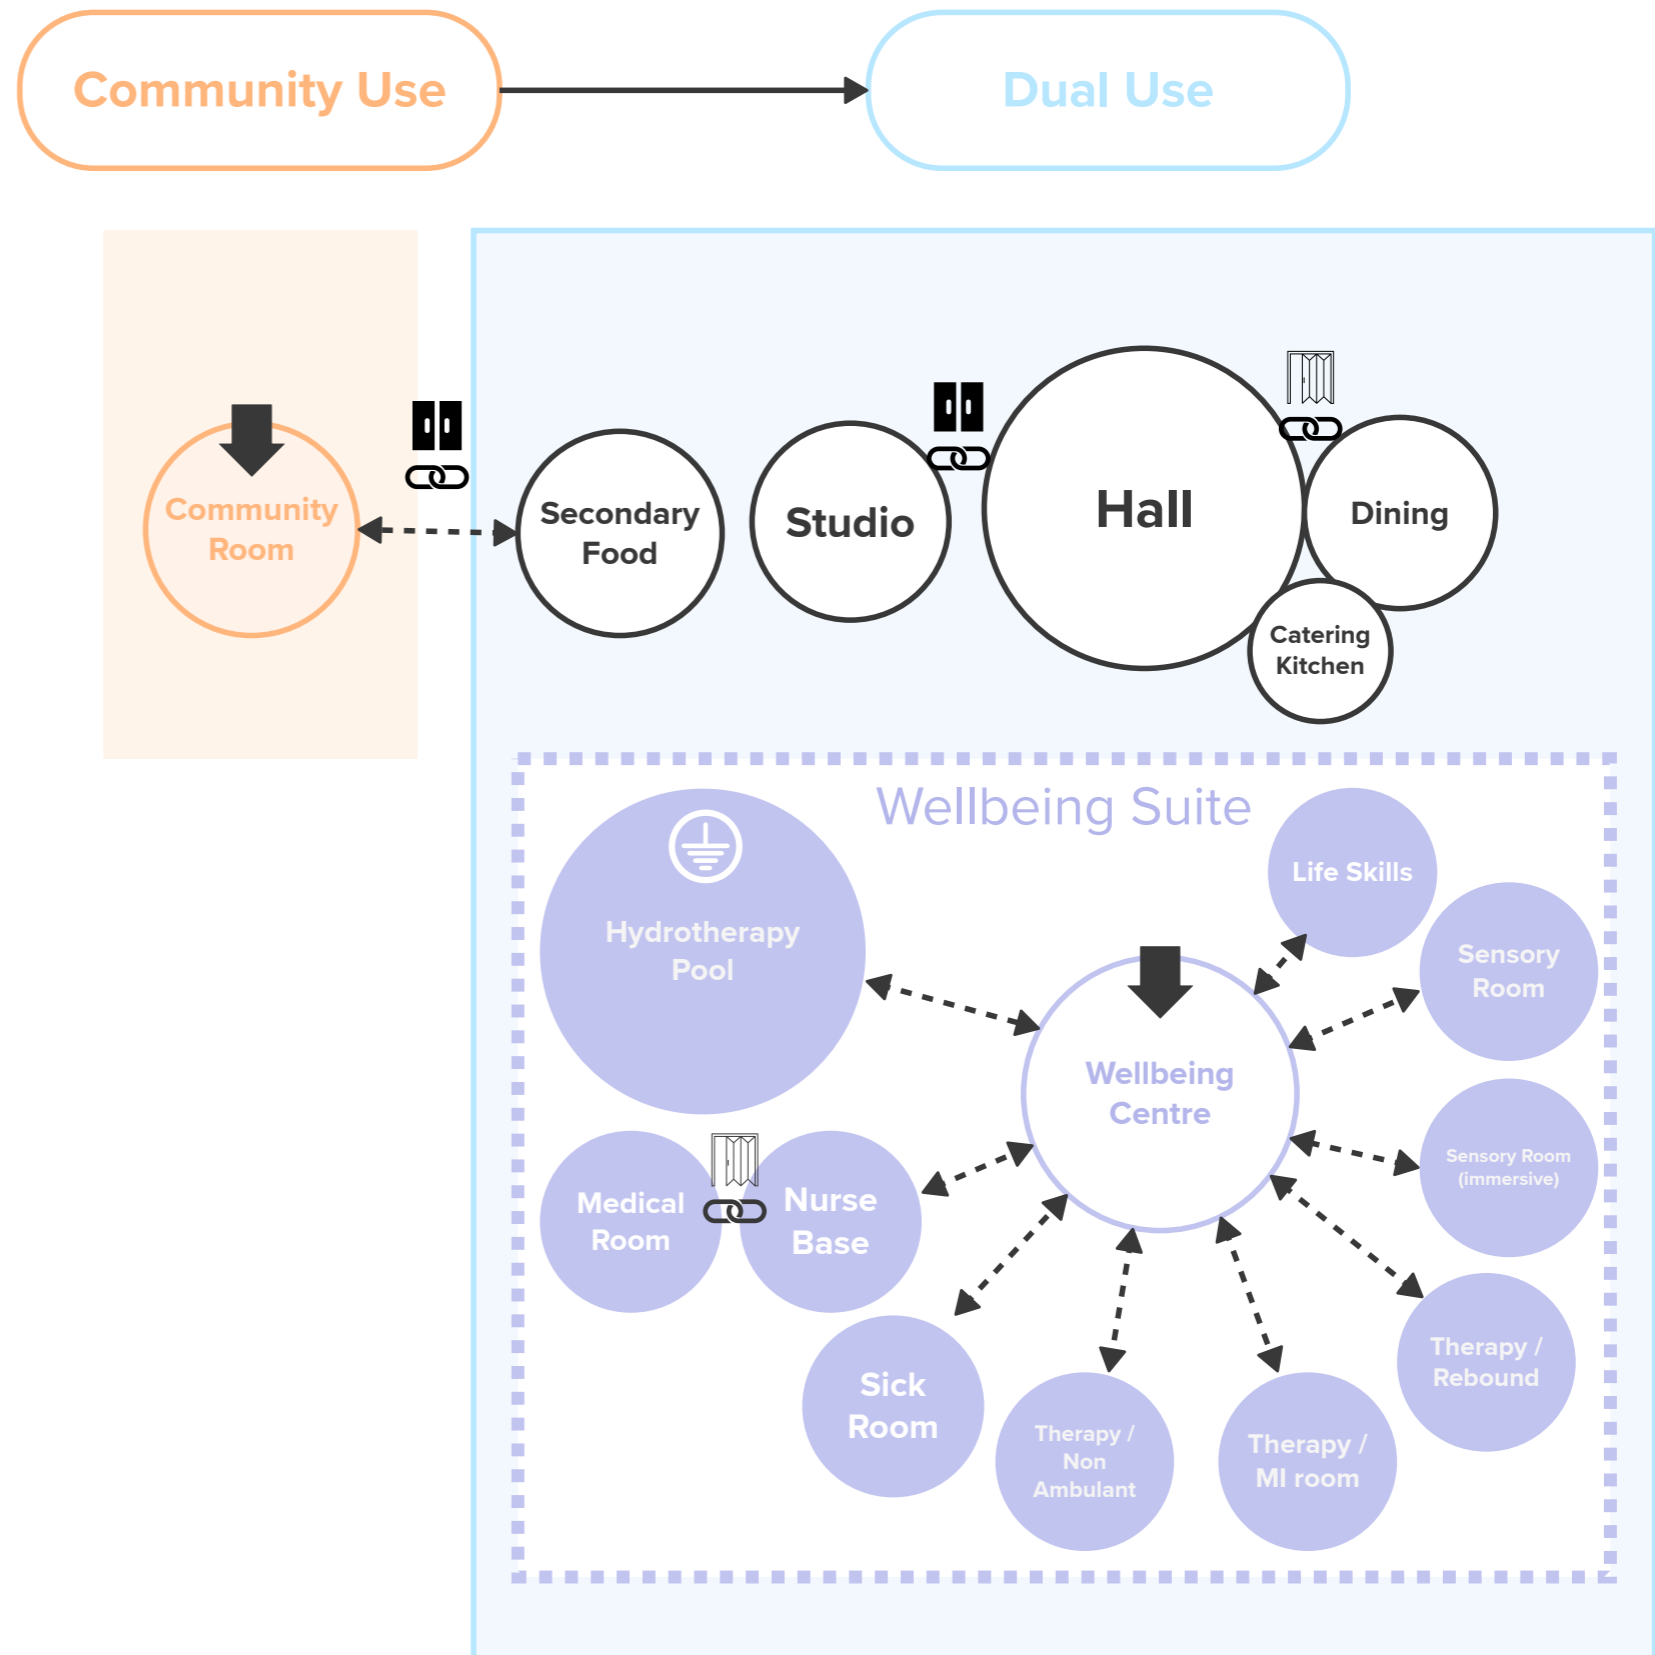 Community Use
Dual Use
Community
Room
Secondary
Food
Studio
Hall
Dining
Catering
Kitchen
Wellbeing Suite
Hydrotherapy
Pool
Life Skills
Sensory
Room
Wellbeing
Centre
Sensory Room
(immersive)
Medical
Room
Nurse
Base
Therapy /
Rebound
Sick
Room
Therapy /
Non
Ambulant
Therapy /
MI room